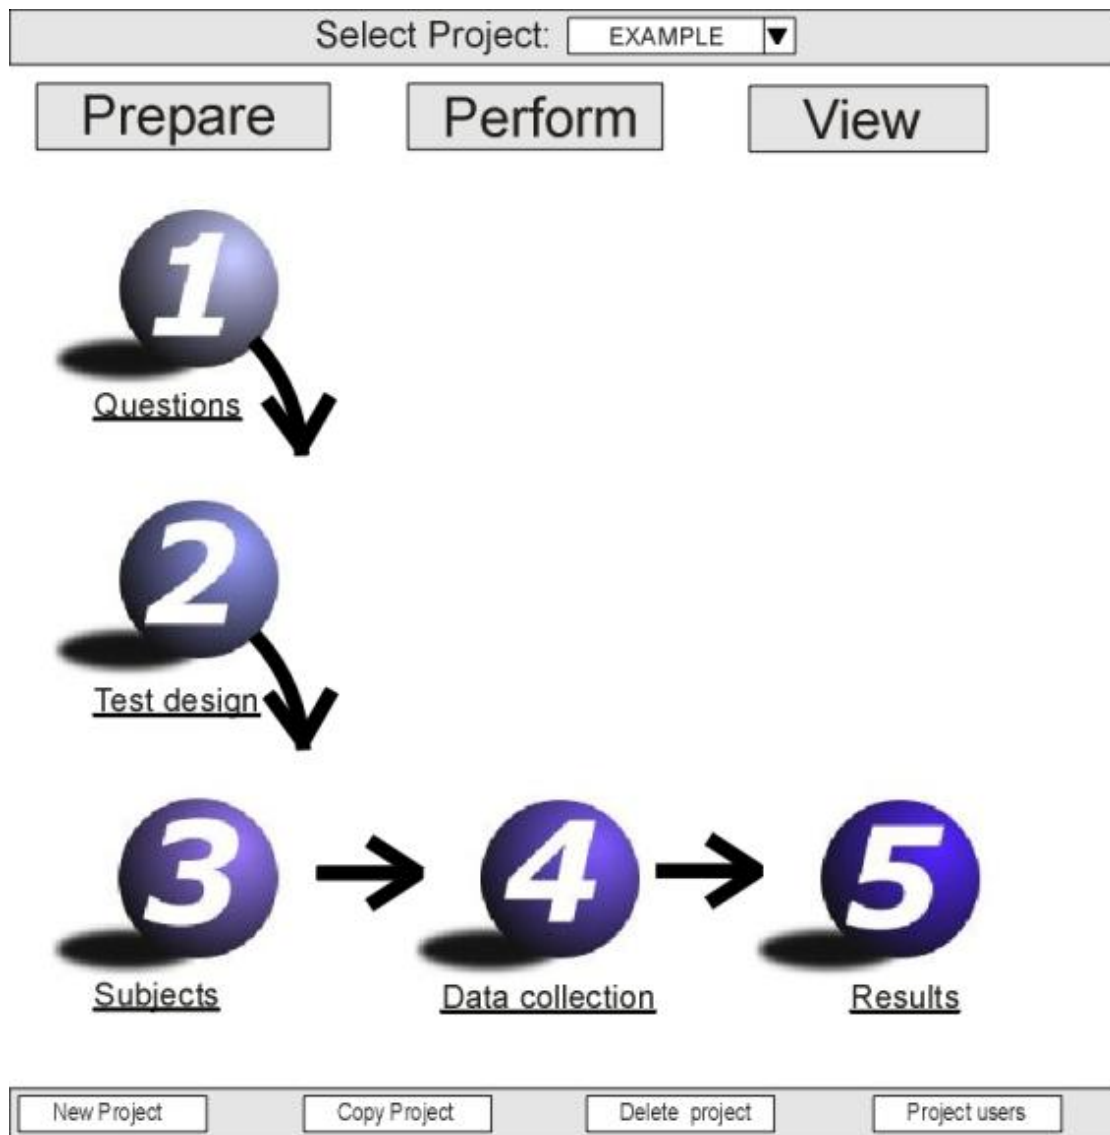 Select Project: EXAMPLE
Prepare Perform View
1
Questions
2
Test design
3 4 5
Subjects Data collection Results
New Project Copy Project Delete project Project users